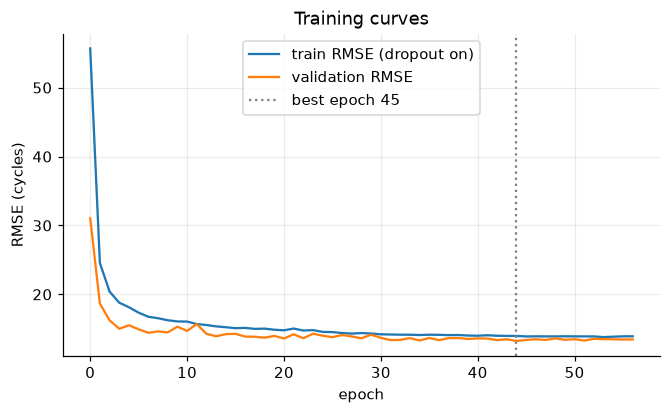 Training curves
train RMSE (dropout on)
validation RMSE
best epoch 45
RMSE (cycles)
50
40
30
20
0 10 20 30 40 50
epoch